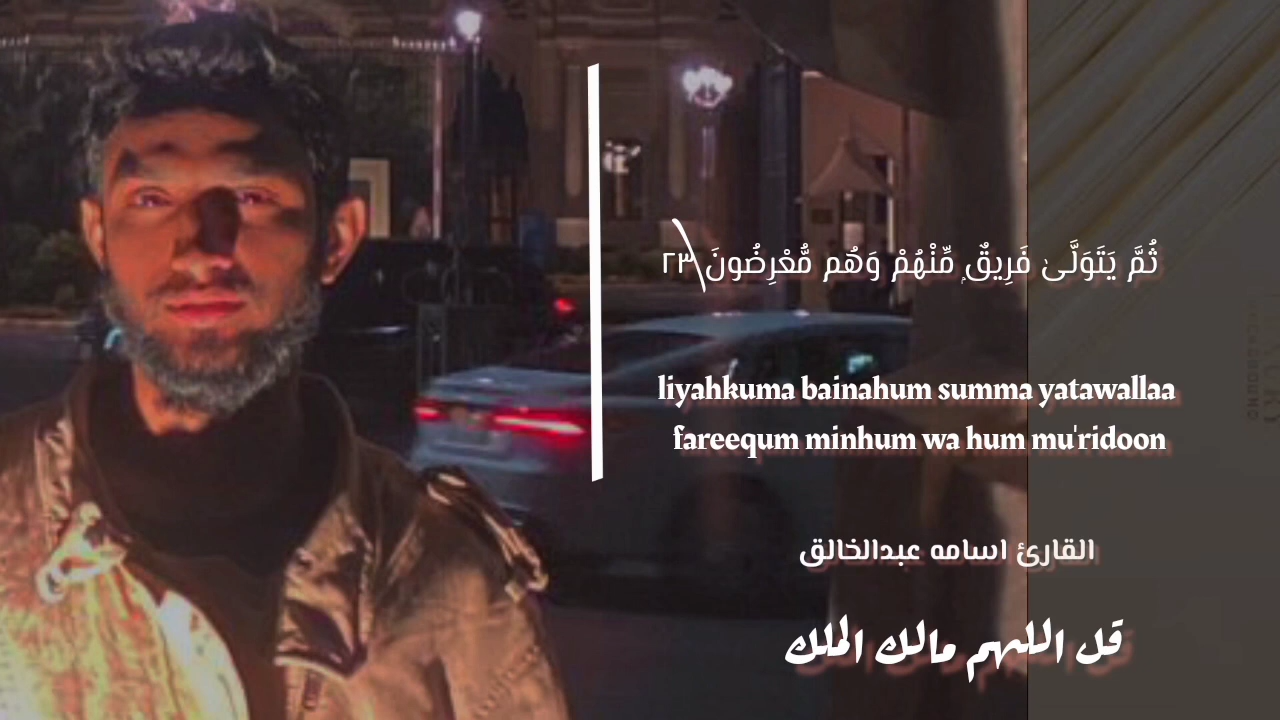 ثُمَّ يَتَوَلَّىٰ فَرِيقٌۭ مِّنْهُمْ وَهُم مُّعْرِضُونَ ٢٣
liyahkuma bainahum summa yatawallaa
fareequm minhum wa hum mu'ridoon
القارئ اسامه عبدالخالق
قل اللهم مالك الملك